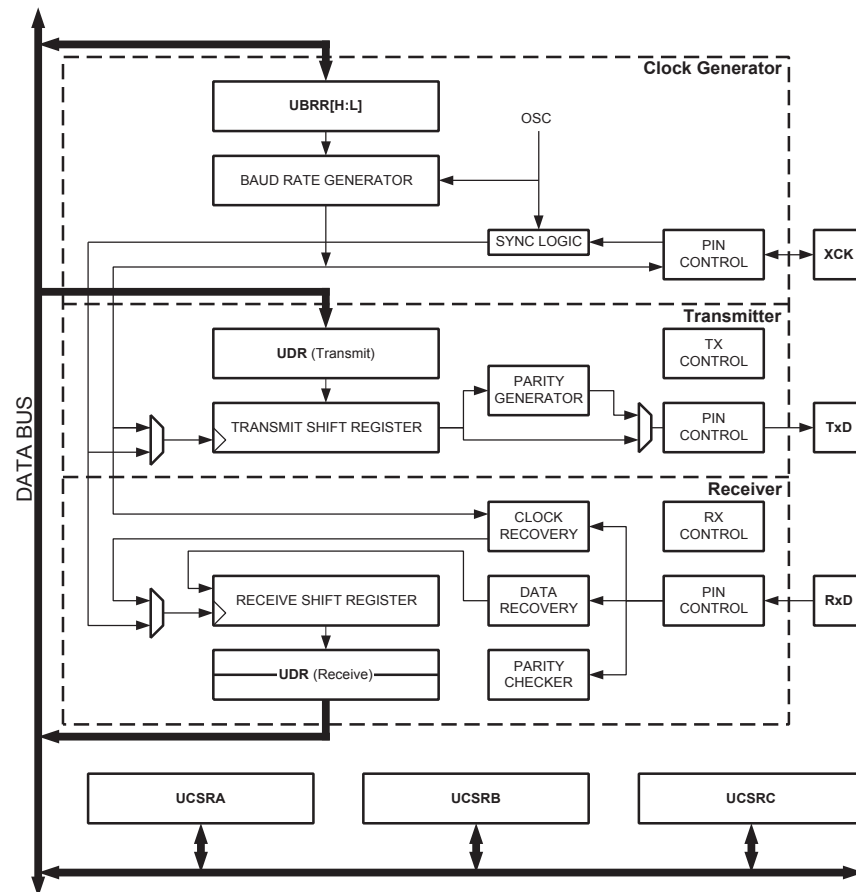 Clock Generator
UBRR[H:L]
OSC
BAUD RATE GENERATOR
SYNC LOGIC
PIN
CONTROL
XCK
Transmitter
UDR (Transmit)
TX
CONTROL
PARITY
GENERATOR
TRANSMIT SHIFT REGISTER
PIN
CONTROL
TxD
DATA BUS
Receiver
CLOCK
RECOVERY
RX
CONTROL
RECEIVE SHIFT REGISTER
DATA
RECOVERY
PIN
CONTROL
RxD
UDR (Receive)
PARITY
CHECKER
UCSRA
UCSRB
UCSRC